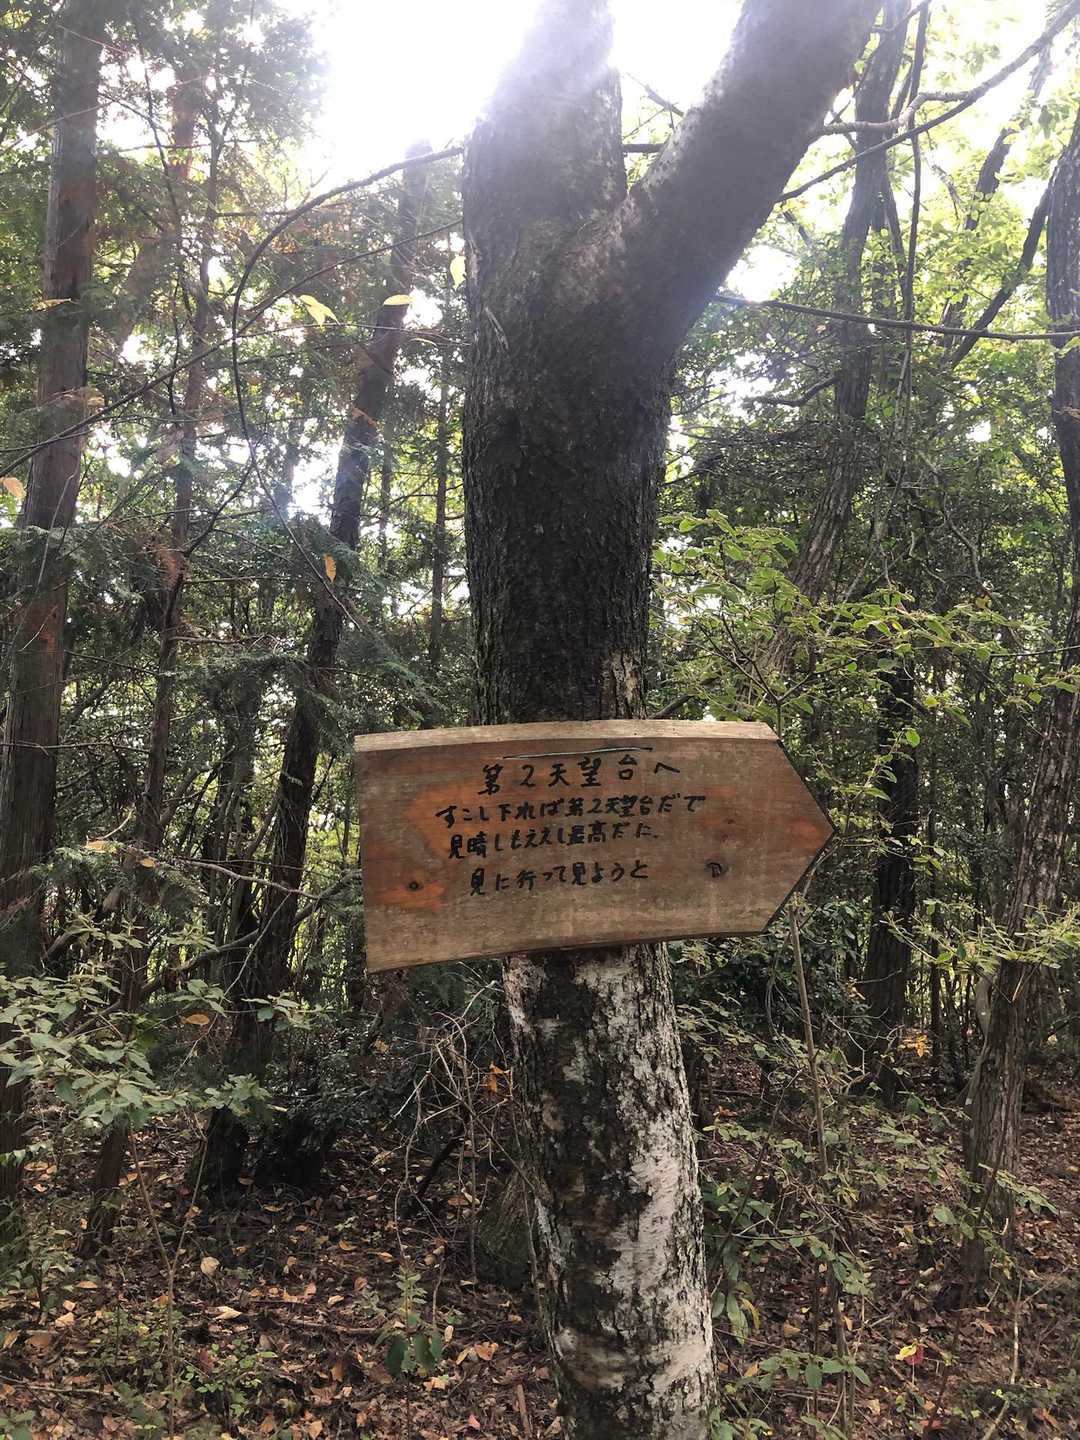 第2天望台へ
すこし下れば第2天望台だで
見晴しもええし最高だに、
見に行って見ようと